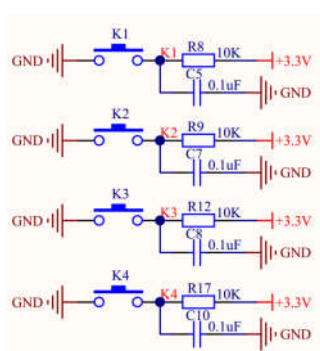 K1 K1 R8 10K
GND +3.3V
C5 0.1uF
GND
K2 K2 R9 10K
GND +3.3V
C7 0.1uF
GND
K3 K3 R12 10K
GND +3.3V
C8 0.1uF
GND
K4 K4 R17 10K
GND +3.3V
C10 0.1uF
GND